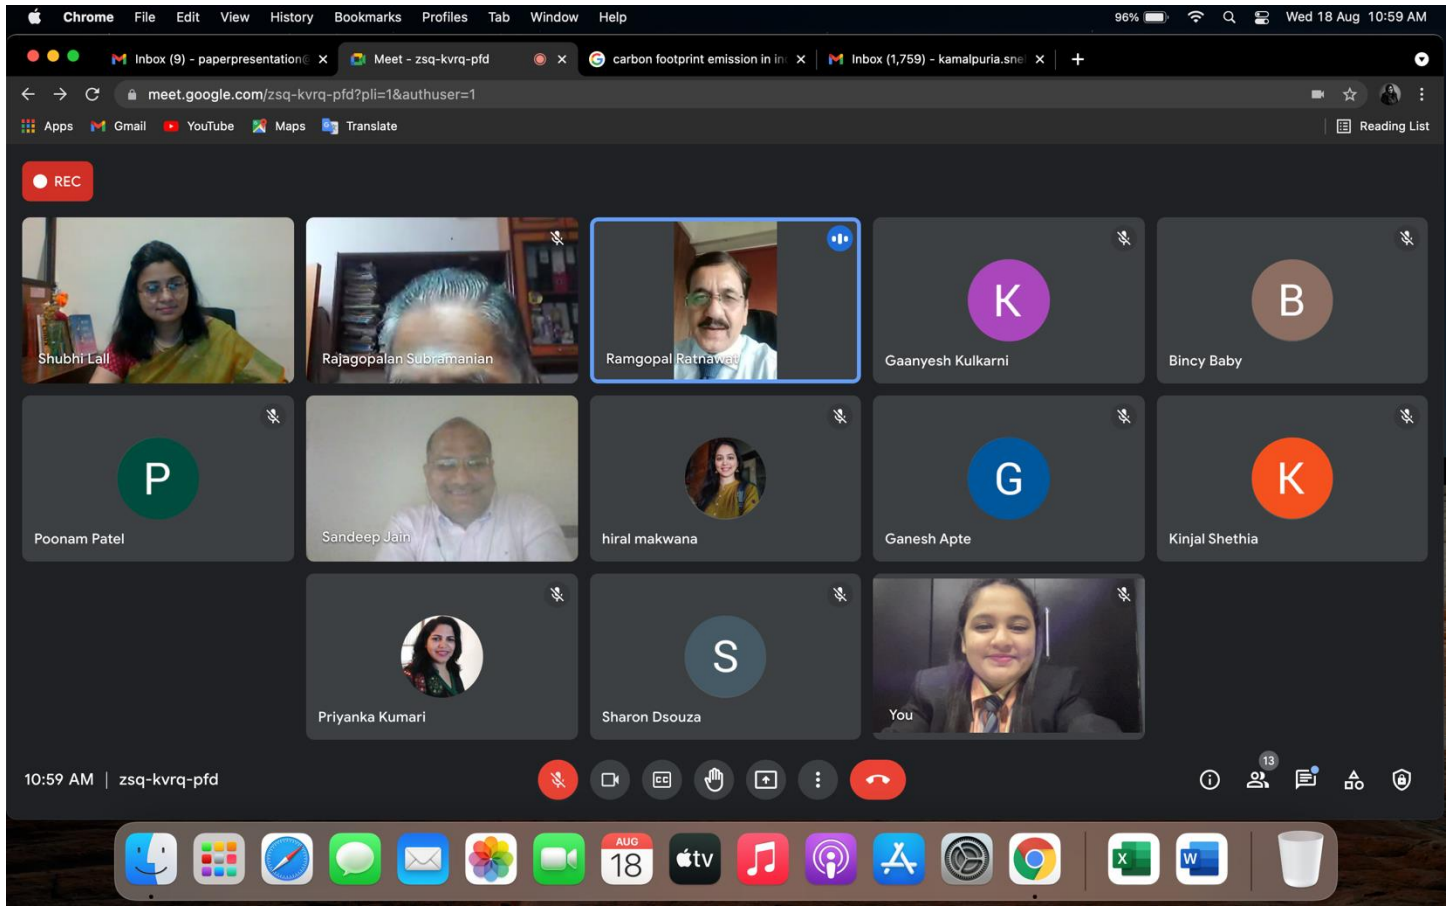 Chrome File Edit View History Bookmarks Profiles Tab Window Help 96% Wed 18 Aug 10:59 AM
Inbox (9) - paperpresentation@ Meet - zsq-kvrq-pfd carbon footprint emission in in Inbox (1,759) - kamalpuria.sne
meet.google.com/zsq-kvrq-pfd?pli=1&authuser=1
Apps Gmail YouTube Maps Translate Reading List
REC
Shubhi Lall Rajagopalan Subramanian Ramgopal Ratnawat K Gaanyesh Kulkarni B Bincy Baby
P Poonam Patel Sandeep Jain hiral makwana G Ganesh Apte K Kinjal Shethia
Priyanka Kumari S Sharon Dsouza You
10:59 AM | zsq-kvrq-pfd CC 13
AUG
18 tv X W